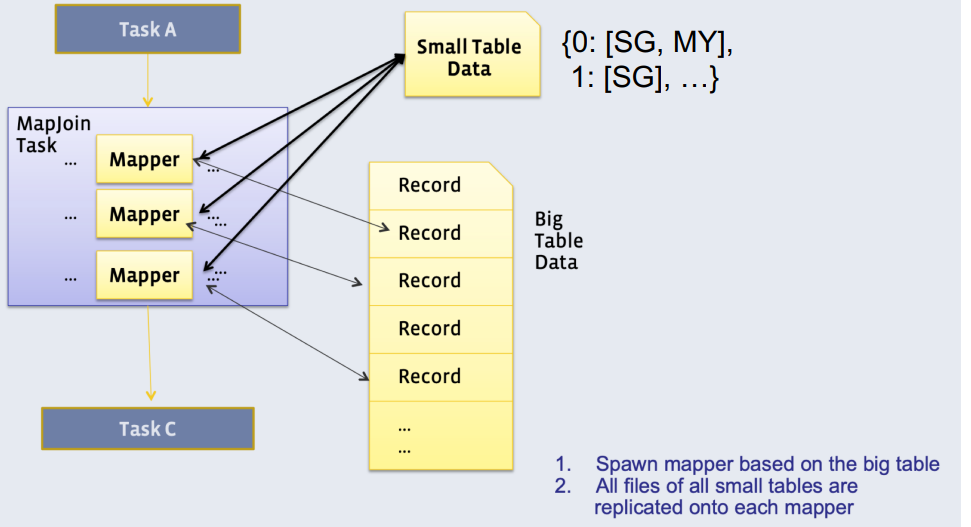 Task A
Small Table
Data
{0: [SG, MY],
1: [SG], ...}
MapJoin
Task
... Mapper ...
... Mapper ... ...
... Mapper ... ...
Task C
Record
Record
Record
Record
Record
...
...
Big
Table
Data
1. Spawn mapper based on the big table
2. All files of all small tables are
replicated onto each mapper